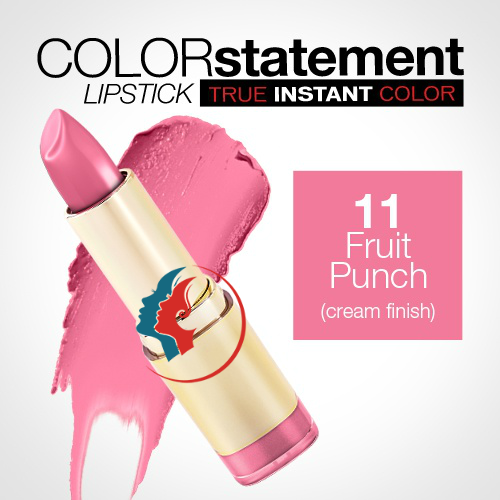 COLORstatement
LIPSTICK TRUE INSTANT COLOR
11
Fruit
Punch
(cream finish)